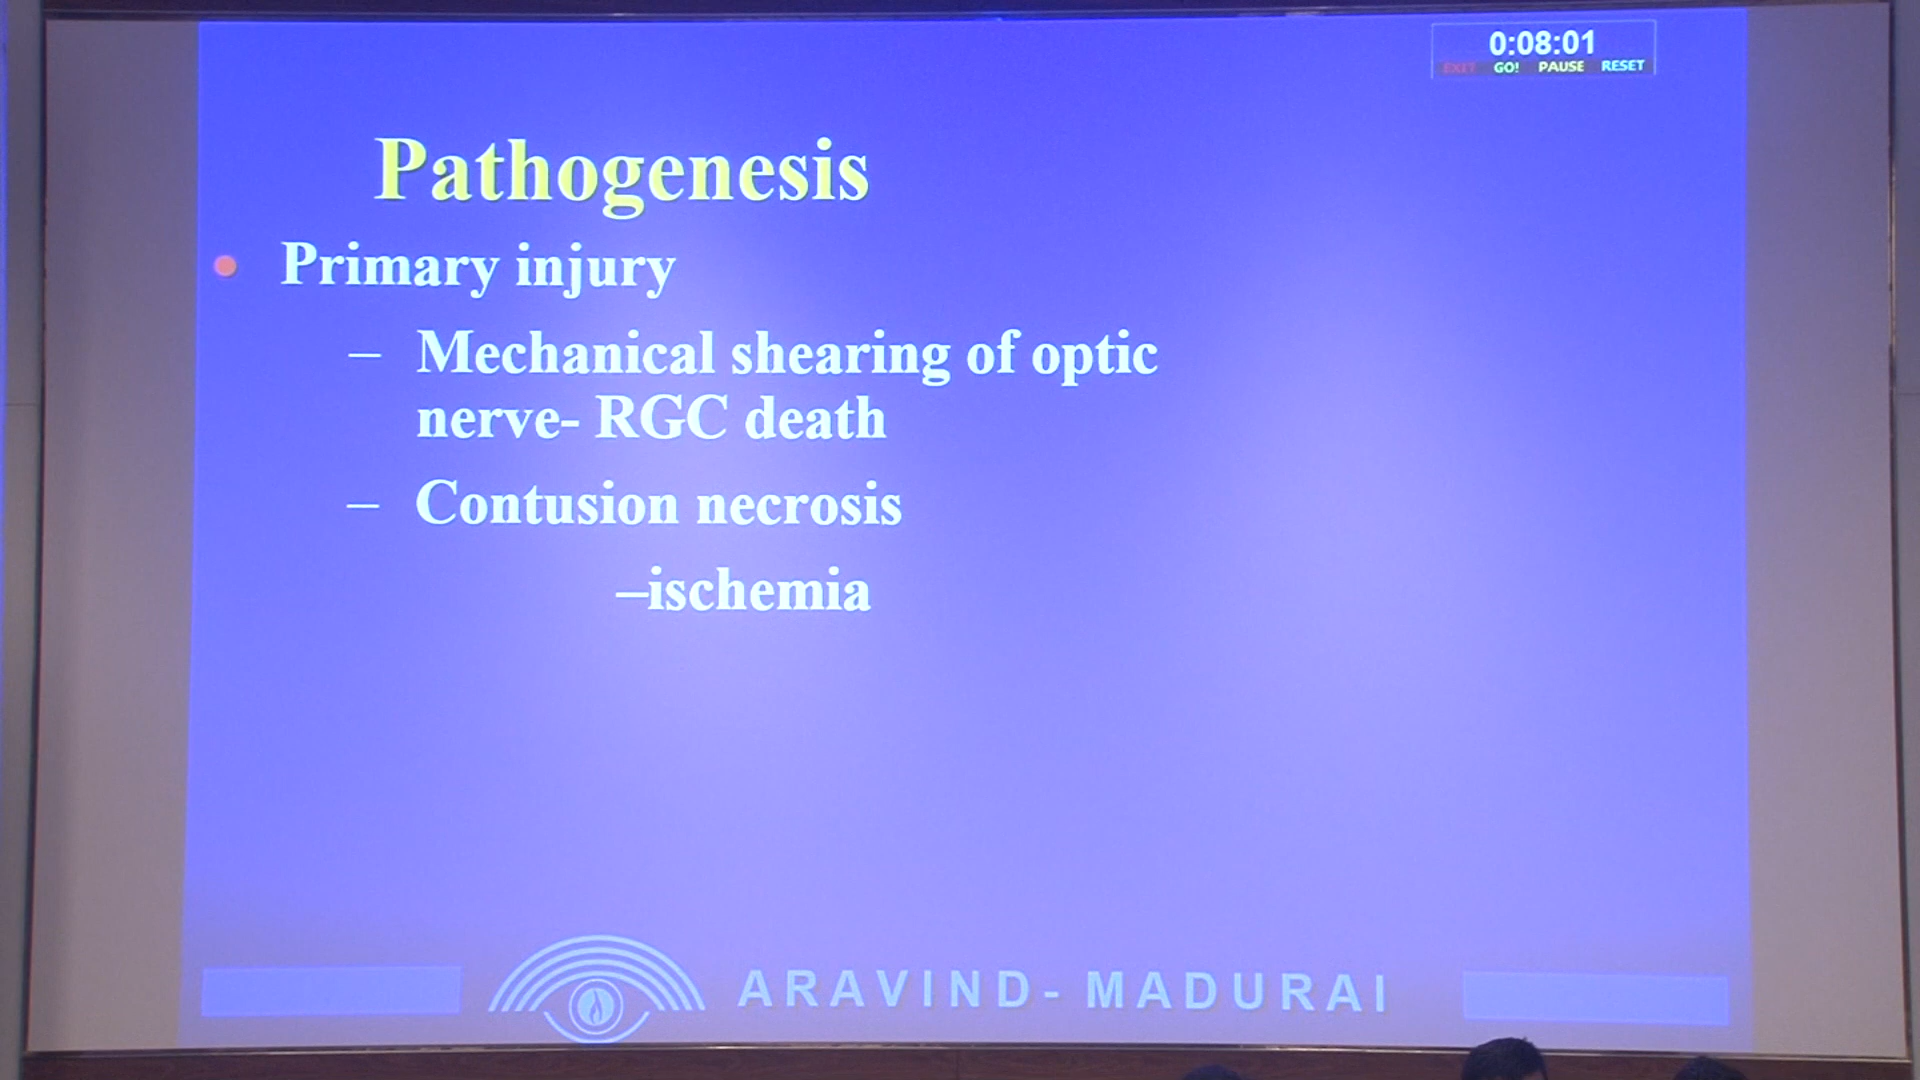 0:08:01
EXIT GO! PAUSE RESET
Pathogenesis
Primary injury
– Mechanical shearing of optic
nerve- RGC death
– Contusion necrosis
–ischemia
ARAVIND- MADURAI